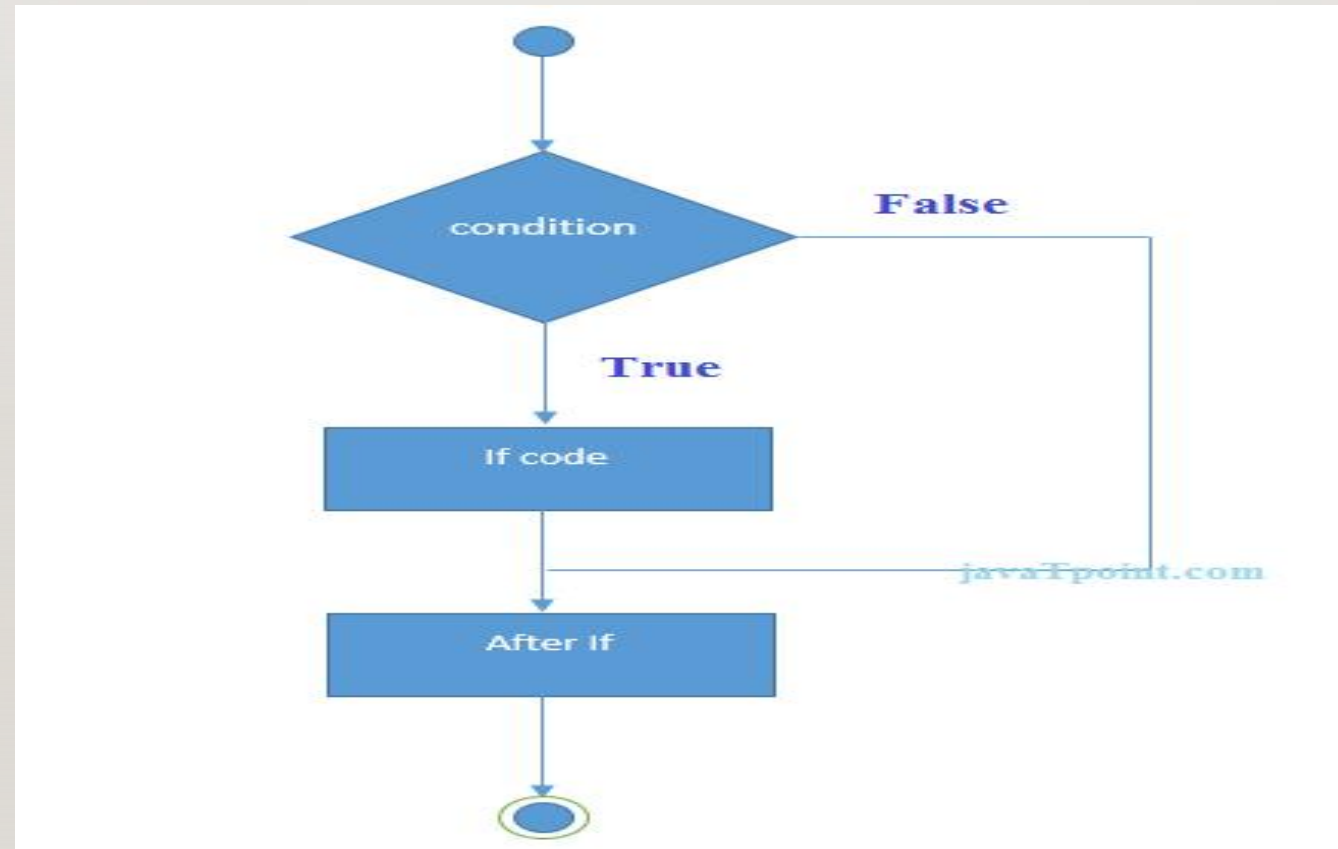 condition
False
True
If code
javaTpoint.com
After If